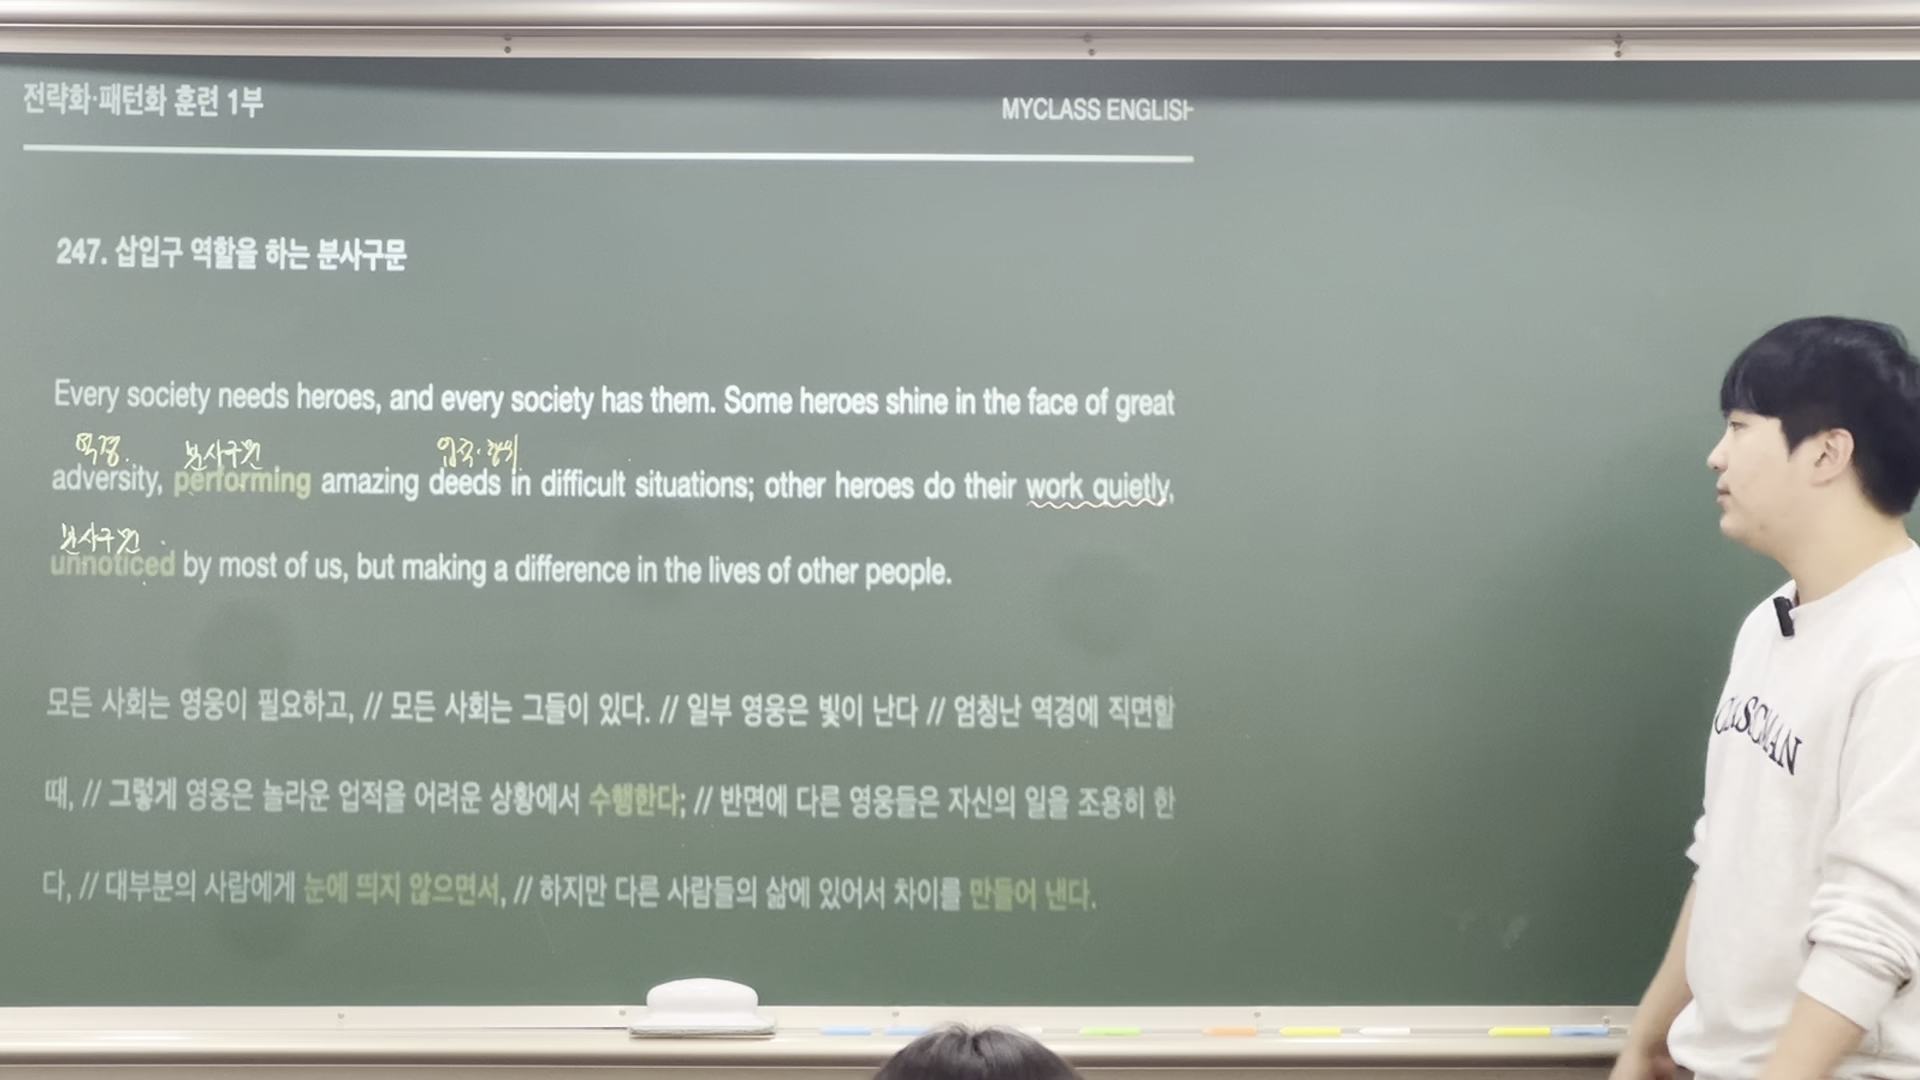 전략화·패턴화 훈련 1부
MYCLASS ENGLISH
247. 삽입구 역할을 하는 분사구문
Every society needs heroes, and every society has them. Some heroes shine in the face of great
역경. 분사구문 업적·행위
adversity, performing amazing deeds in difficult situations; other heroes do their work quietly,
분사구문
unnoticed by most of us, but making a difference in the lives of other people.
모든 사회는 영웅이 필요하고, // 모든 사회는 그들이 있다. // 일부 영웅은 빛이 난다 // 엄청난 역경에 직면할
때, // 그렇게 영웅은 놀라운 업적을 어려운 상황에서 수행한다; // 반면에 다른 영웅들은 자신의 일을 조용히 한
다, // 대부분의 사람에게 눈에 띄지 않으면서, // 하지만 다른 사람들의 삶에 있어서 차이를 만들어 낸다.